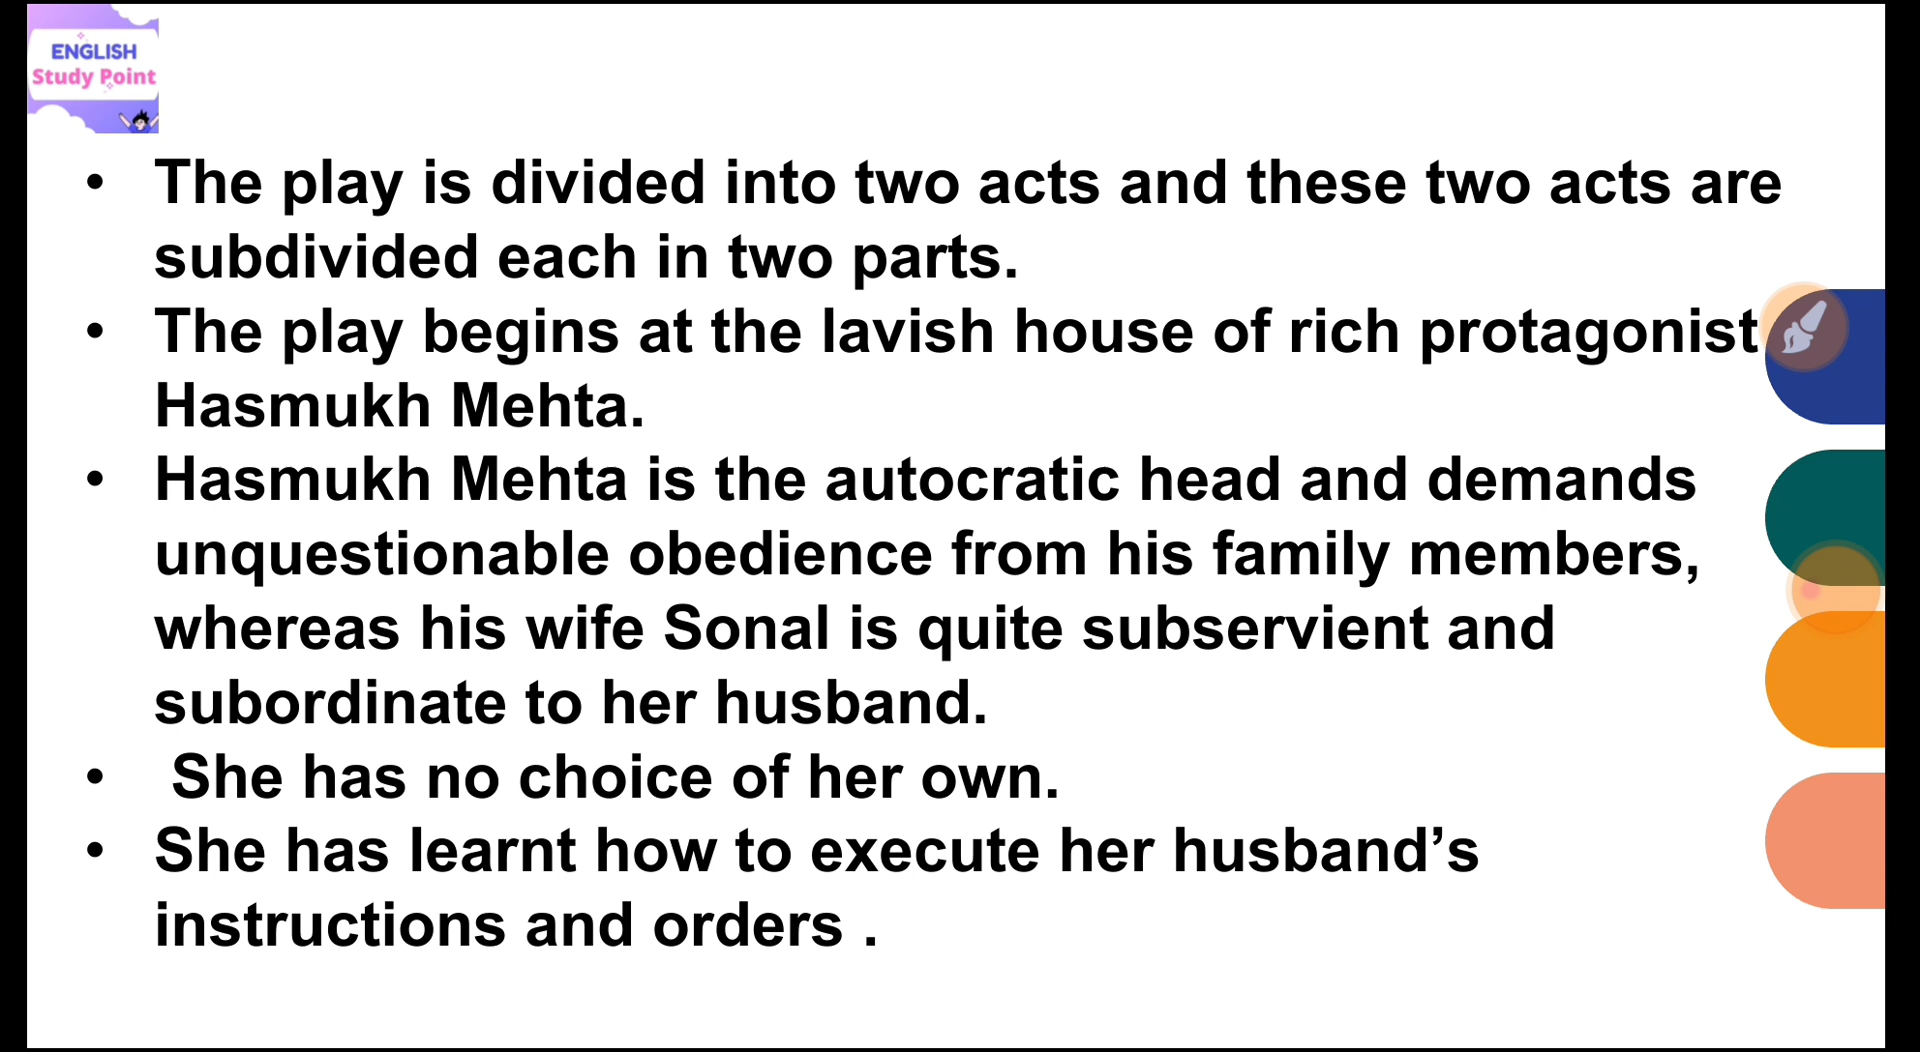 ENGLISH
Study Point
• The play is divided into two acts and these two acts are
subdivided each in two parts.
• The play begins at the lavish house of rich protagonist
Hasmukh Mehta.
• Hasmukh Mehta is the autocratic head and demands
unquestionable obedience from his family members,
whereas his wife Sonal is quite subservient and
subordinate to her husband.
• She has no choice of her own.
• She has learnt how to execute her husband’s
instructions and orders .